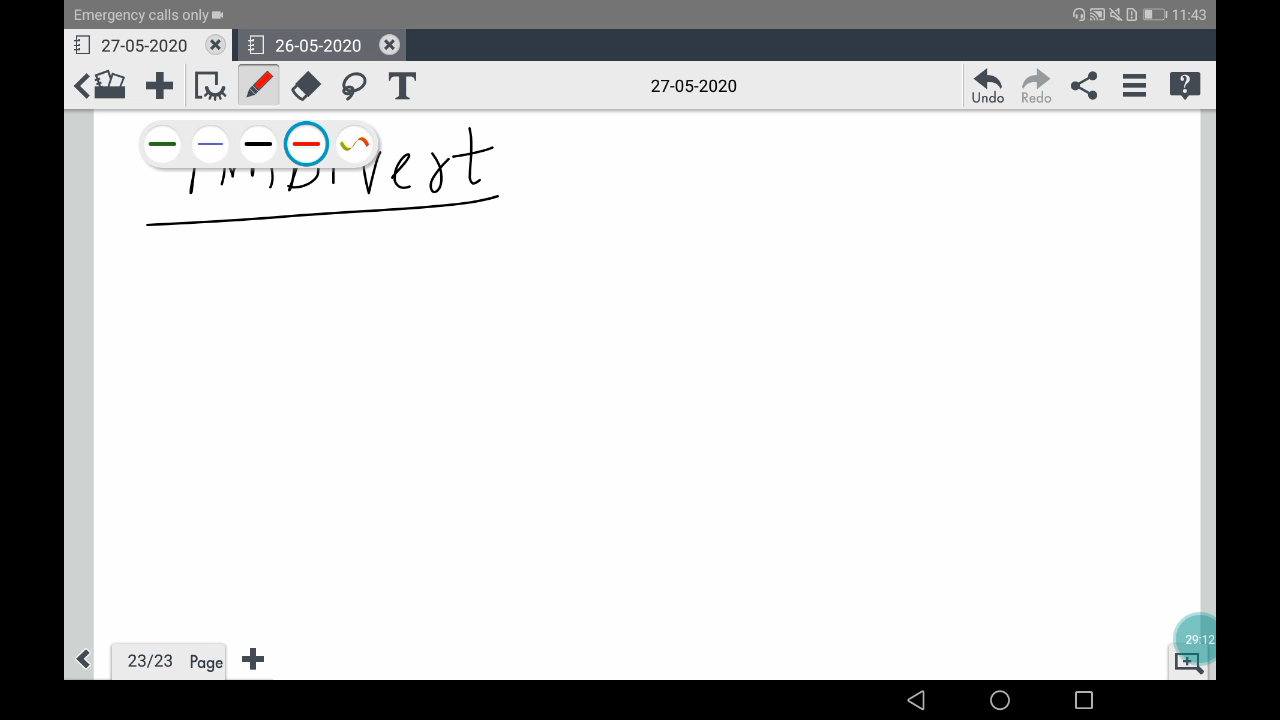 Emergency calls only 11:43
27-05-2020 26-05-2020
27-05-2020
Undo Redo
29:12
23/23 Page